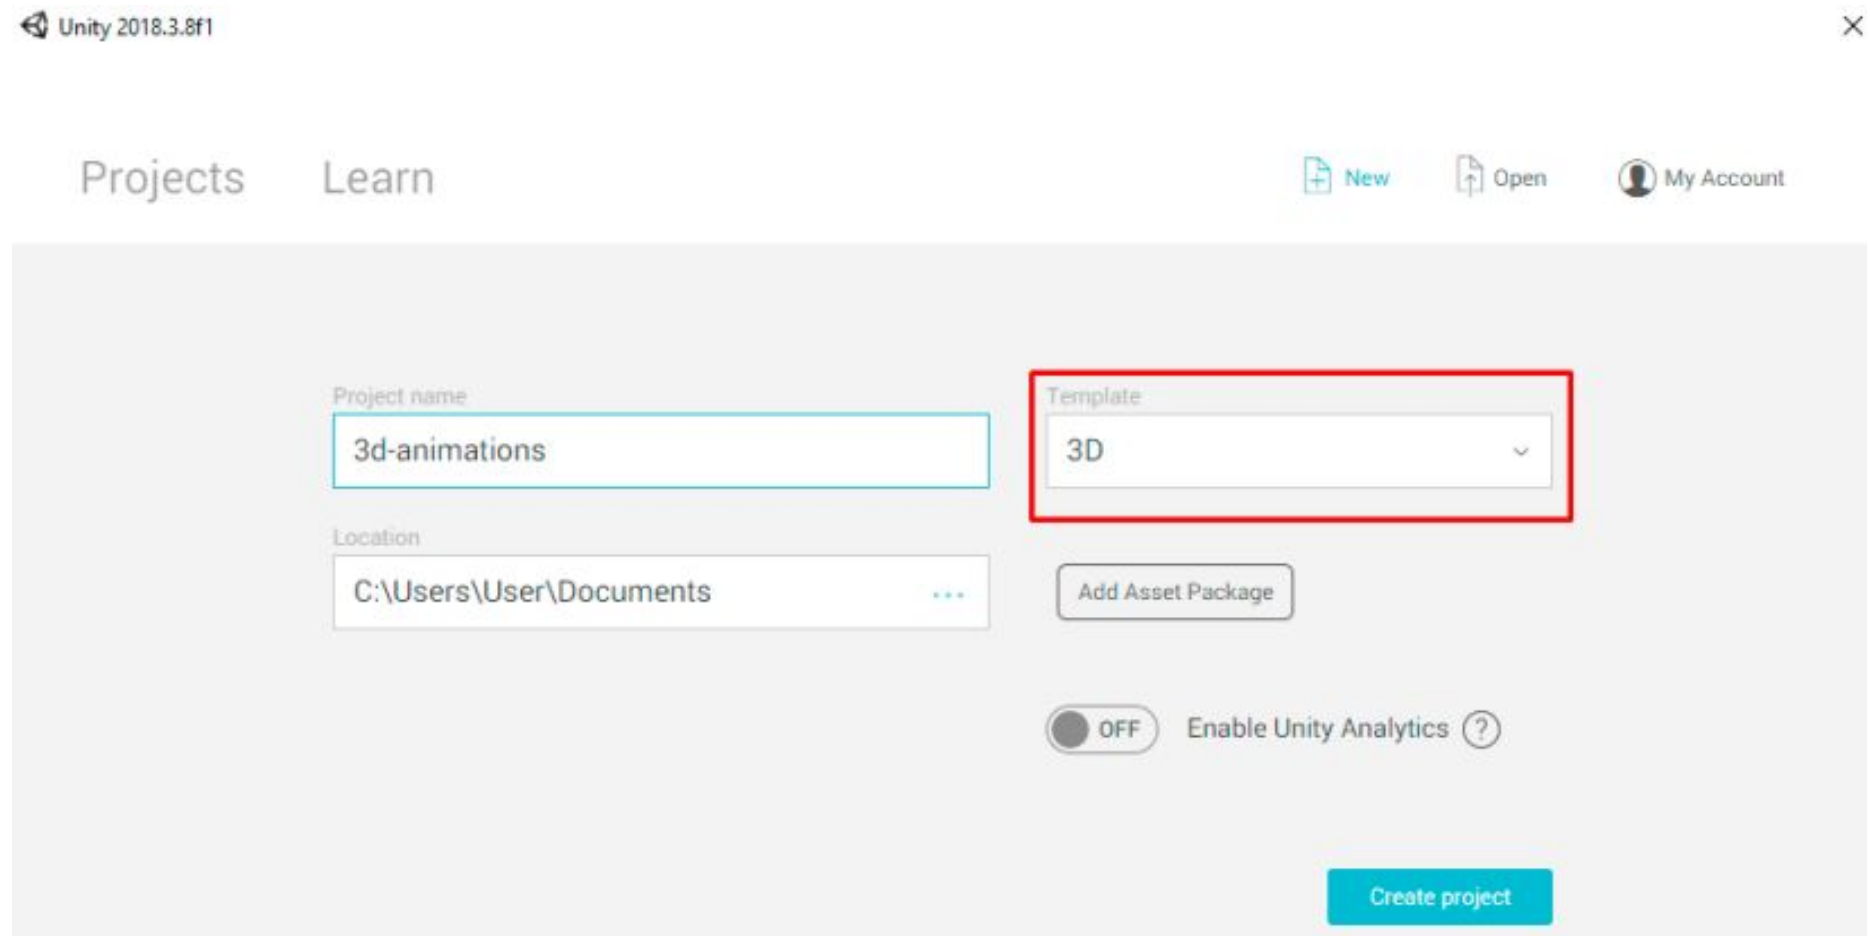 Unity 2018.3.8f1
Projects Learn New Open My Account
Project name Template
3d-animations 3D
Location
C:\Users\User\Documents ... Add Asset Package
OFF Enable Unity Analytics ?
Create project